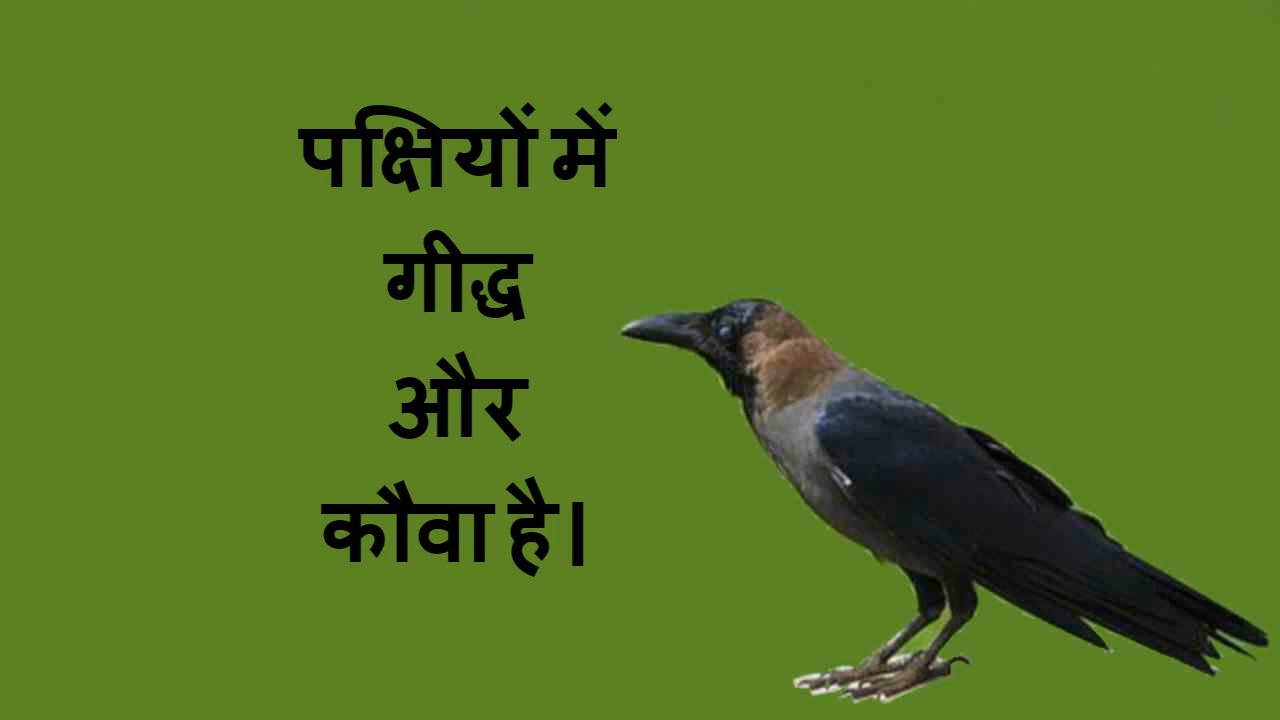 पक्षियों में
गीद्ध
और
कौवा है।